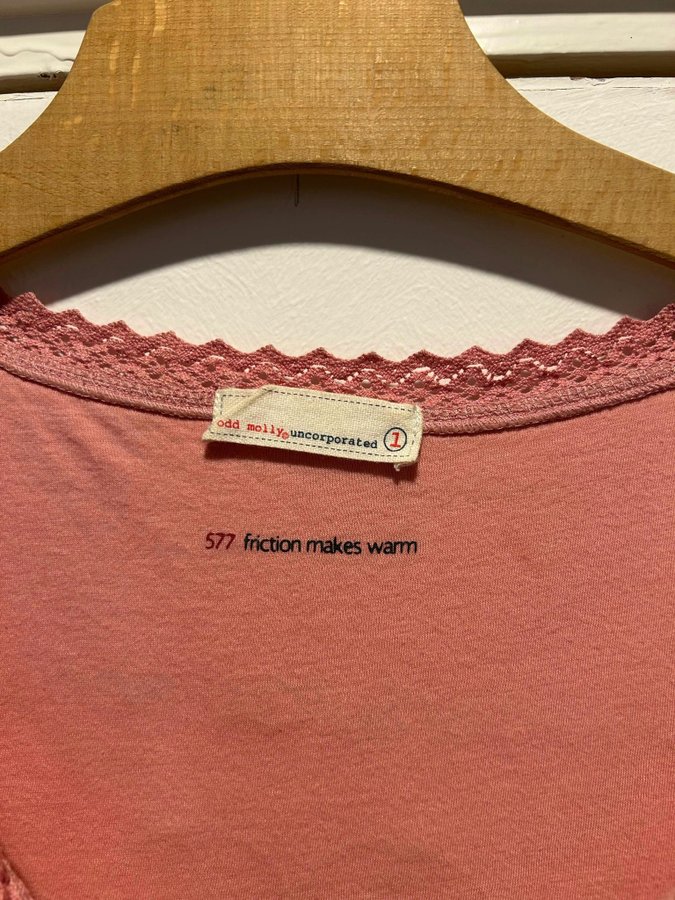 odd molly® uncorporated 1
577 friction makes warm